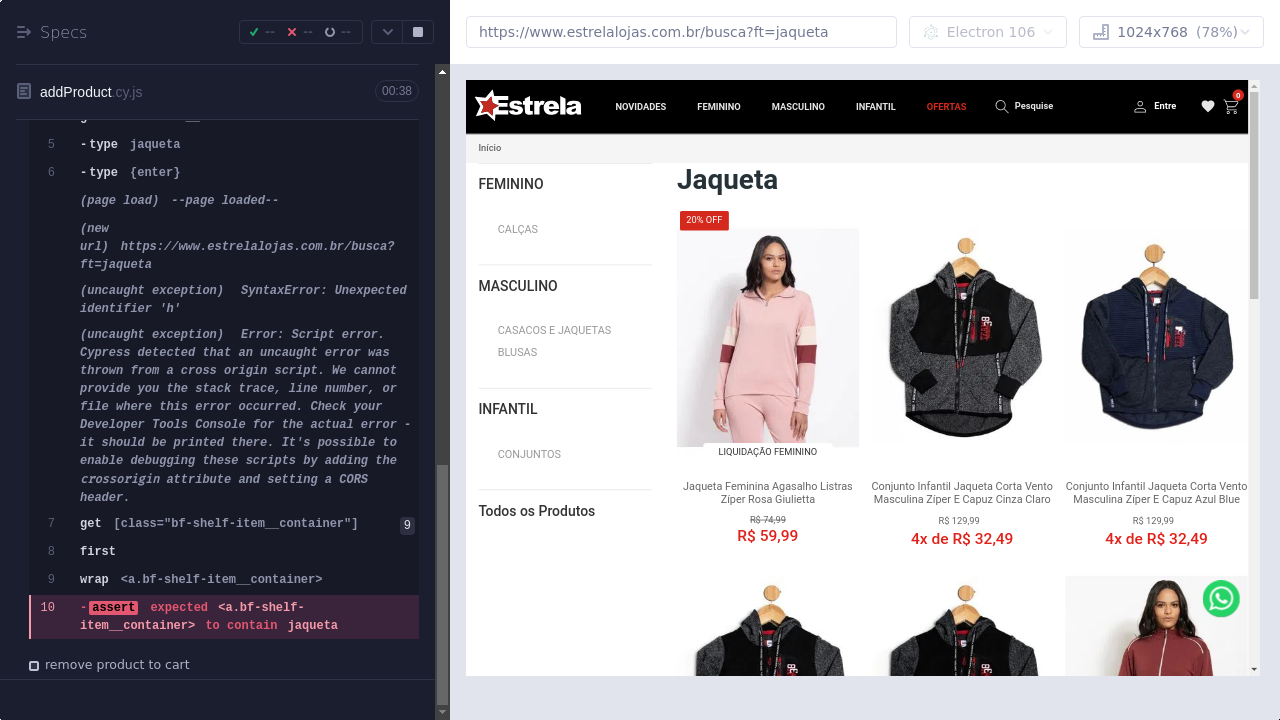 Specs
--
--
--
addProduct.cy.js
00:38
5 -type jaqueta
6 -type {enter}
(page load) --page loaded--
(new
url) https://www.estrelalojas.com.br/busca?
ft=jaqueta
(uncaught exception) SyntaxError: Unexpected
identifier 'h'
(uncaught exception) Error: Script error.
Cypress detected that an uncaught error was
thrown from a cross origin script. We cannot
provide you the stack trace, line number, or
file where this error occurred. Check your
Developer Tools Console for the actual error -
it should be printed there. It's possible to
enable debugging these scripts by adding the
crossorigin attribute and setting a CORS
header.
7 get [class="bf-shelf-item__container"] 9
8 first
9 wrap <a.bf-shelf-item__container>
10 -assert expected <a.bf-shelf-
item__container> to contain jaqueta
remove product to cart
https://www.estrelalojas.com.br/busca?ft=jaqueta
Electron 106
1024x768 (78%)
Estrela
NOVIDADES
FEMININO
MASCULINO
INFANTIL
OFERTAS
Pesquise
Entre
0
Início
FEMININO
CALÇAS
MASCULINO
CASACOS E JAQUETAS
BLUSAS
INFANTIL
CONJUNTOS
Todos os Produtos
Jaqueta
20% OFF
LIQUIDAÇÃO FEMININO
Jaqueta Feminina Agasalho Listras
Zíper Rosa Giulietta
R$ 74,99
R$ 59,99
Conjunto Infantil Jaqueta Corta Vento
Masculina Zíper E Capuz Cinza Claro
R$ 129,99
4x de R$ 32,49
Conjunto Infantil Jaqueta Corta Vento
Masculina Zíper E Capuz Azul Blue
R$ 129,99
4x de R$ 32,49